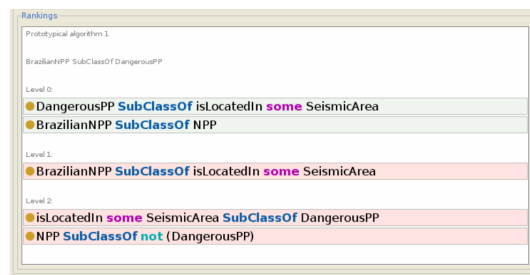 Rankings
Prototypical algorithm 1
BrazilianNPP SubClassOf DangerousPP
Level 0:
DangerousPP SubClassOf isLocatedIn some SeismicArea
BrazilianNPP SubClassOf NPP
Level 1:
BrazilianNPP SubClassOf isLocatedIn some SeismicArea
Level 2:
isLocatedIn some SeismicArea SubClassOf DangerousPP
NPP SubClassOf not (DangerousPP)